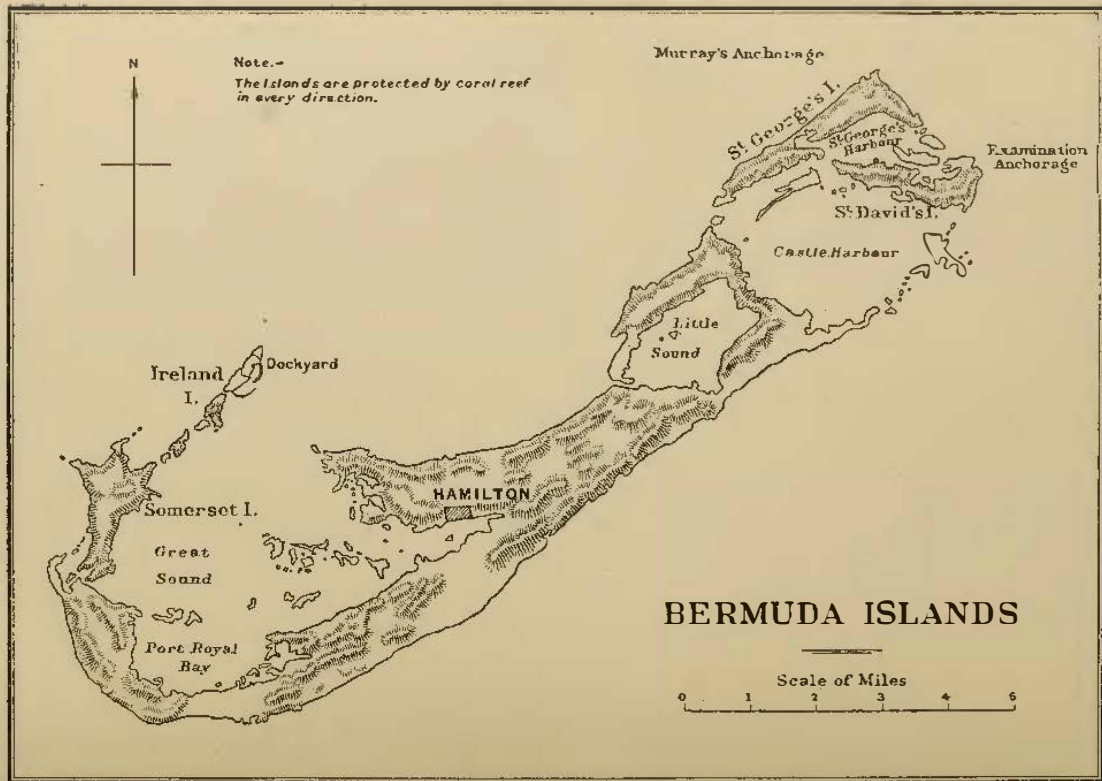 N
Note.-
The Islands are protected by coral reef
in every direction.
Murray's Anchorage
St. George's I.
St. George's
Harbour
Examination
Anchorage
St. David's I.
Castle Harbour
Little
Sound
Ireland
I.
Dockyard
HAMILTON
Somerset I.
Great
Sound
Port Royal
Bay
BERMUDA ISLANDS
Scale of Miles
0 1 2 3 4 5